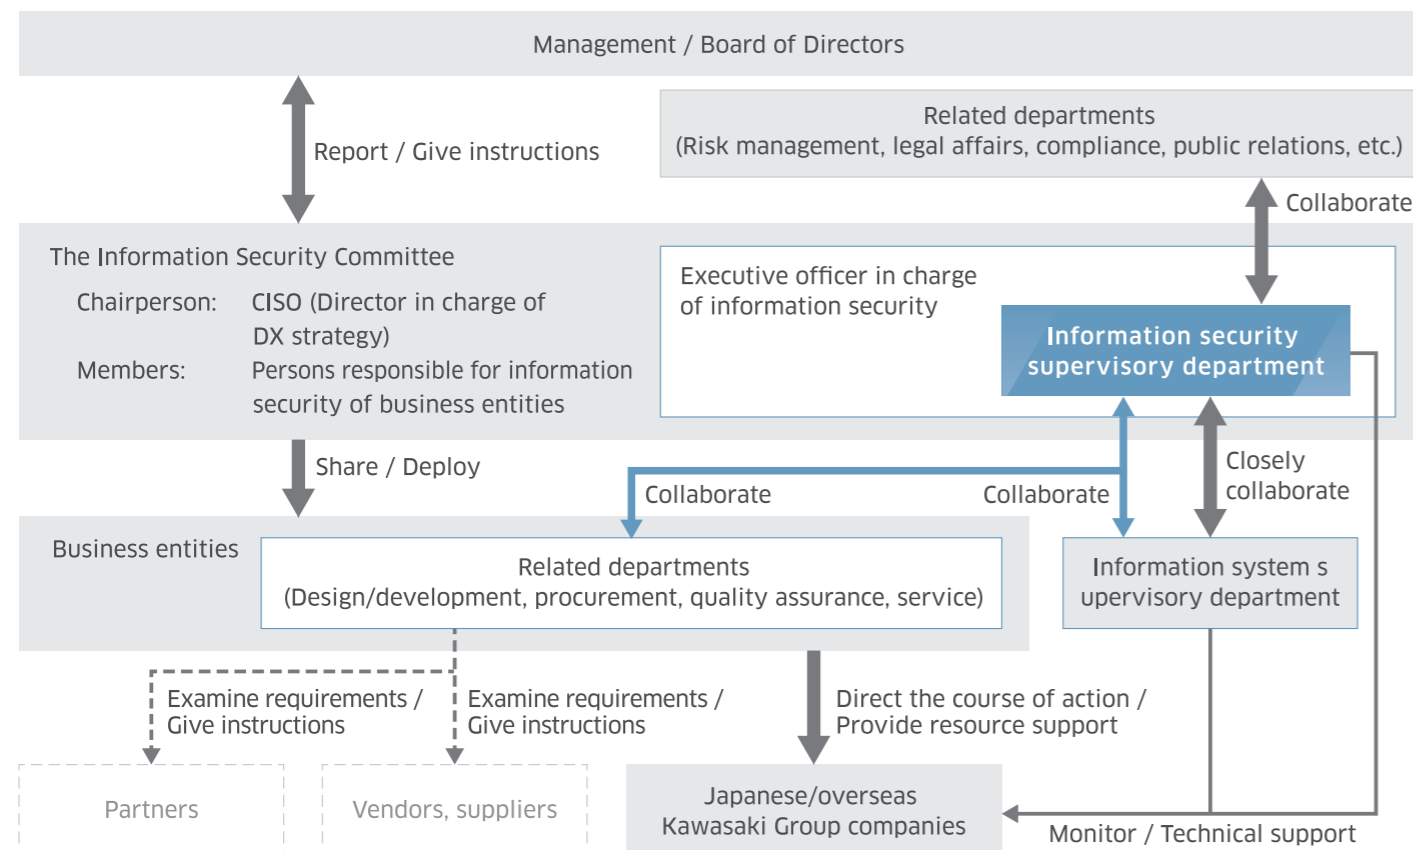 Management / Board of Directors
Related departments
(Risk management, legal affairs, compliance, public relations, etc.)
Report / Give instructions
Collaborate
The Information Security Committee
Chairperson: CISO (Director in charge of
DX strategy)
Members: Persons responsible for information
security of business entities
Executive officer in charge
of information security
Information security
supervisory department
Share / Deploy
Collaborate
Collaborate
Closely
collaborate
Business entities
Related departments
(Design/development, procurement, quality assurance, service)
Information system s
upervisory department
Examine requirements /
Give instructions
Examine requirements /
Give instructions
Direct the course of action /
Provide resource support
Partners
Vendors, suppliers
Japanese/overseas
Kawasaki Group companies
Monitor / Technical support